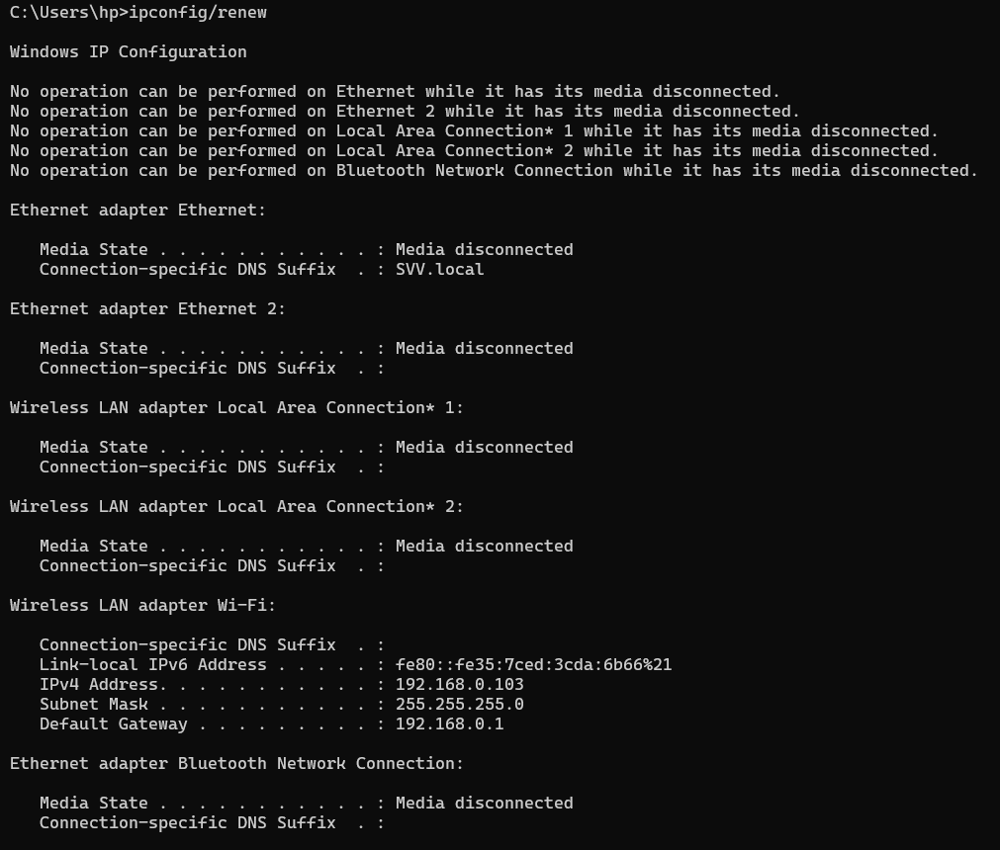 C:\Users\hp>ipconfig/renew
Windows IP Configuration
No operation can be performed on Ethernet while it has its media disconnected.
No operation can be performed on Ethernet 2 while it has its media disconnected.
No operation can be performed on Local Area Connection* 1 while it has its media disconnected.
No operation can be performed on Local Area Connection* 2 while it has its media disconnected.
No operation can be performed on Bluetooth Network Connection while it has its media disconnected.
Ethernet adapter Ethernet:
   Media State . . . . . . . . . . . : Media disconnected
   Connection-specific DNS Suffix  . : SVV.local
Ethernet adapter Ethernet 2:
   Media State . . . . . . . . . . . : Media disconnected
   Connection-specific DNS Suffix  . :
Wireless LAN adapter Local Area Connection* 1:
   Media State . . . . . . . . . . . : Media disconnected
   Connection-specific DNS Suffix  . :
Wireless LAN adapter Local Area Connection* 2:
   Media State . . . . . . . . . . . : Media disconnected
   Connection-specific DNS Suffix  . :
Wireless LAN adapter Wi-Fi:
   Connection-specific DNS Suffix  . :
   Link-local IPv6 Address . . . . . : fe80::fe35:7ced:3cda:6b66%21
   IPv4 Address. . . . . . . . . . . : 192.168.0.103
   Subnet Mask . . . . . . . . . . . : 255.255.255.0
   Default Gateway . . . . . . . . . : 192.168.0.1
Ethernet adapter Bluetooth Network Connection:
   Media State . . . . . . . . . . . : Media disconnected
   Connection-specific DNS Suffix  . :